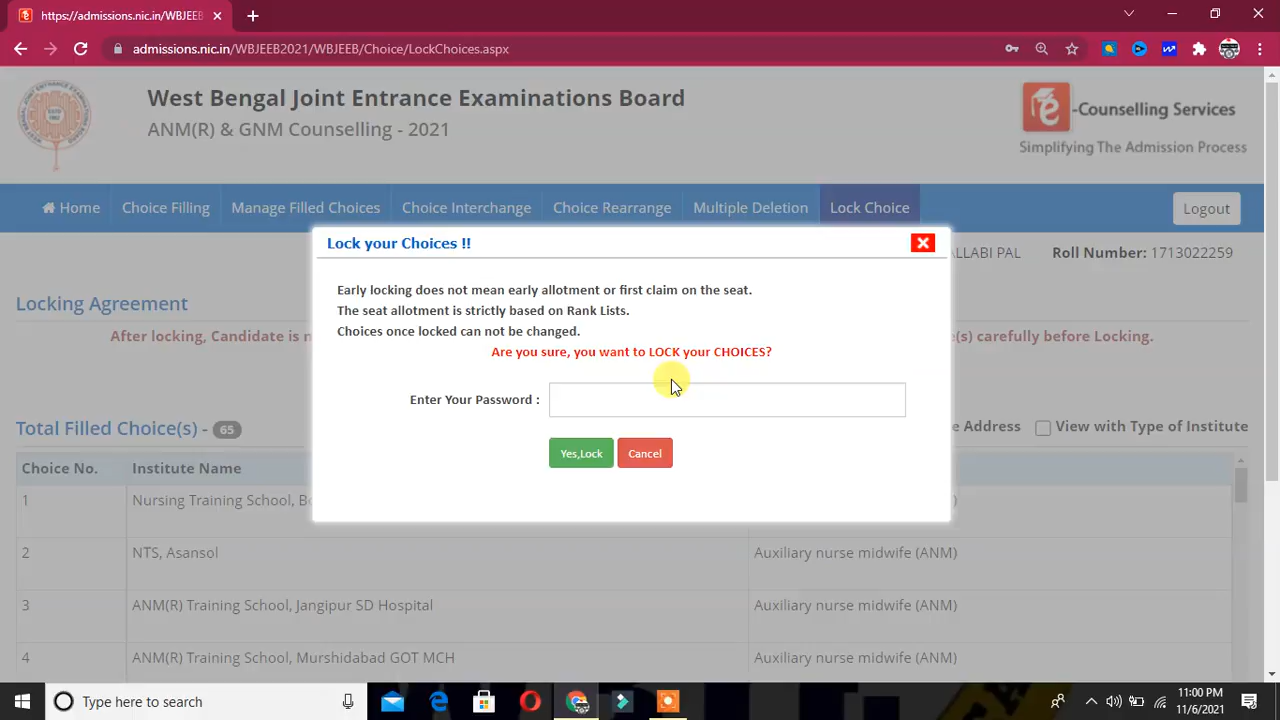 https://admissions.nic.in/WBJEEB
admissions.nic.in/WBJEEB2021/WBJEEB/Choice/LockChoices.aspx
West Bengal Joint Entrance Examinations Board
ANM(R) & GNM Counselling - 2021
e-Counselling Services
Simplifying The Admission Process
Home Choice Filling Manage Filled Choices Choice Interchange Choice Rearrange Multiple Deletion Lock Choice Logout
Lock your Choices !!
ALLABI PAL Roll Number: 1713022259
Early locking does not mean early allotment or first claim on the seat.
Locking Agreement
The seat allotment is strictly based on Rank Lists.
After locking, Candidate is n
Choices once locked can not be changed.
e(s) carefully before Locking.
Are you sure, you want to LOCK your CHOICES?
Enter Your Password :
Total Filled Choice(s) - 65
e Address View with Type of Institute
Yes,Lock Cancel
Choice No. Institute Name
1 Nursing Training School, Bo
2 NTS, Asansol Auxiliary nurse midwife (ANM)
3 ANM(R) Training School, Jangipur SD Hospital Auxiliary nurse midwife (ANM)
4 ANM(R) Training School, Murshidabad GOT MCH Auxiliary nurse midwife (ANM)
Type here to search
11:00 PM
11/6/2021